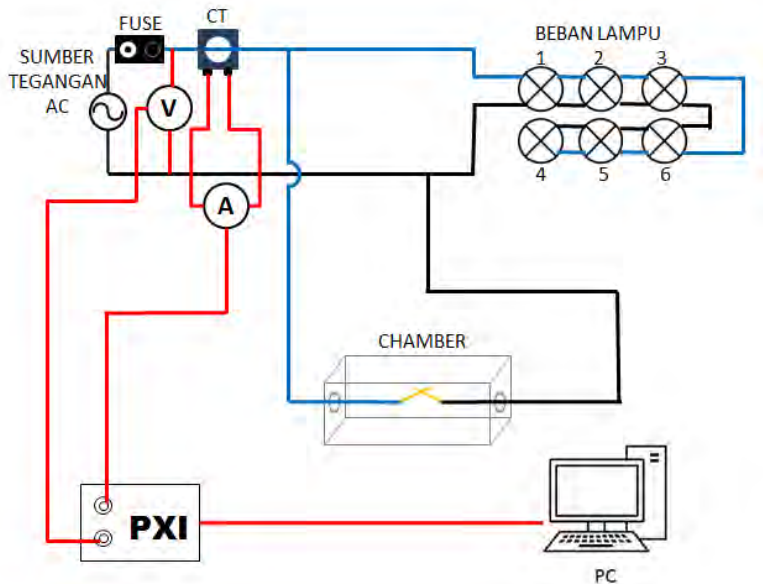 FUSE
CT
SUMBER
TEGANGAN
AC
V
A
BEBAN LAMPU
1 2 3
4 5 6
CHAMBER
PXI
PC